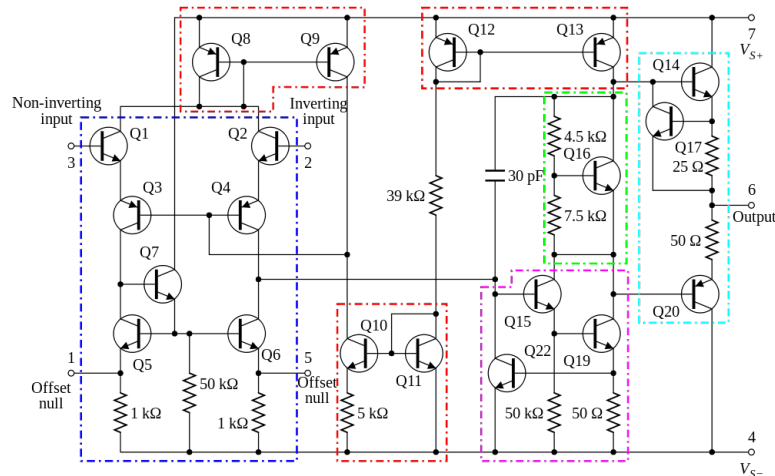 Q8
Q9
Q12
Q13
7
V_S+
Q14
Non-inverting
input
Inverting
input
Q1
Q2
3
2
4.5 kΩ
Q16
Q17
25 Ω
30 pF
Q3
Q4
39 kΩ
7.5 kΩ
6
Output
50 Ω
Q7
Q15
Q20
Q10
Q5
Q6
Q11
Q22
Q19
1
Offset
null
5
Offset
null
50 kΩ
1 kΩ
1 kΩ
5 kΩ
50 kΩ
50 Ω
4
V_S−